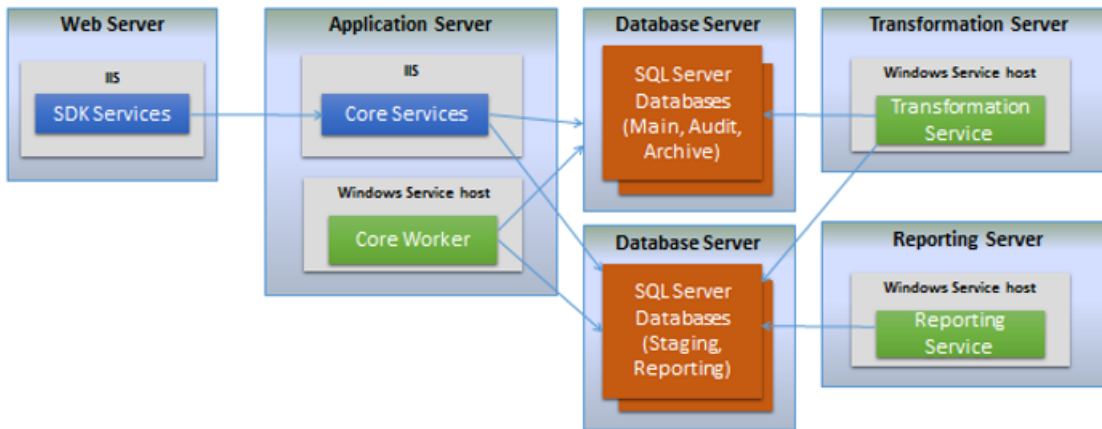 Web Server
IIS
SDK Services
Application Server
IIS
Core Services
Windows Service host
Core Worker
Database Server
SQL Server
Databases
(Main, Audit,
Archive)
Database Server
SQL Server
Databases
(Staging,
Reporting)
Transformation Server
Windows Service host
Transformation
Service
Reporting Server
Windows Service host
Reporting
Service